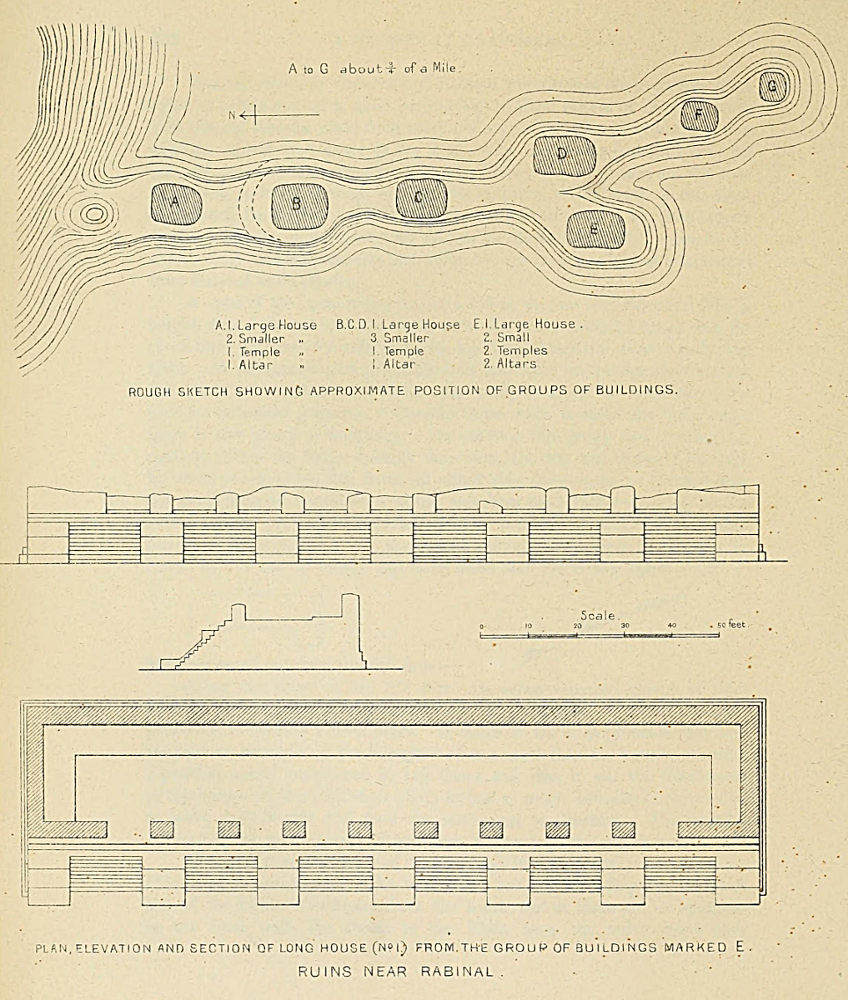 A to G about ¾ of a Mile.
N
G
F
D
A
B
C
E
A.1. Large House B.C.D.1. Large House E.1. Large House.
2. Smaller „ 3. Smaller 2. Small
1. Temple „ 1. Temple 2. Temples
1. Altar „ 1. Altar 2. Altars
ROUGH SKETCH SHOWING APPROXIMATE POSITION OF GROUPS OF BUILDINGS.
Scale.
0 10 20 30 40 50 feet.
PLAN, ELEVATION AND SECTION OF LONG HOUSE (Nº1.) FROM THE GROUP OF BUILDINGS MARKED E.
RUINS NEAR RABINAL.